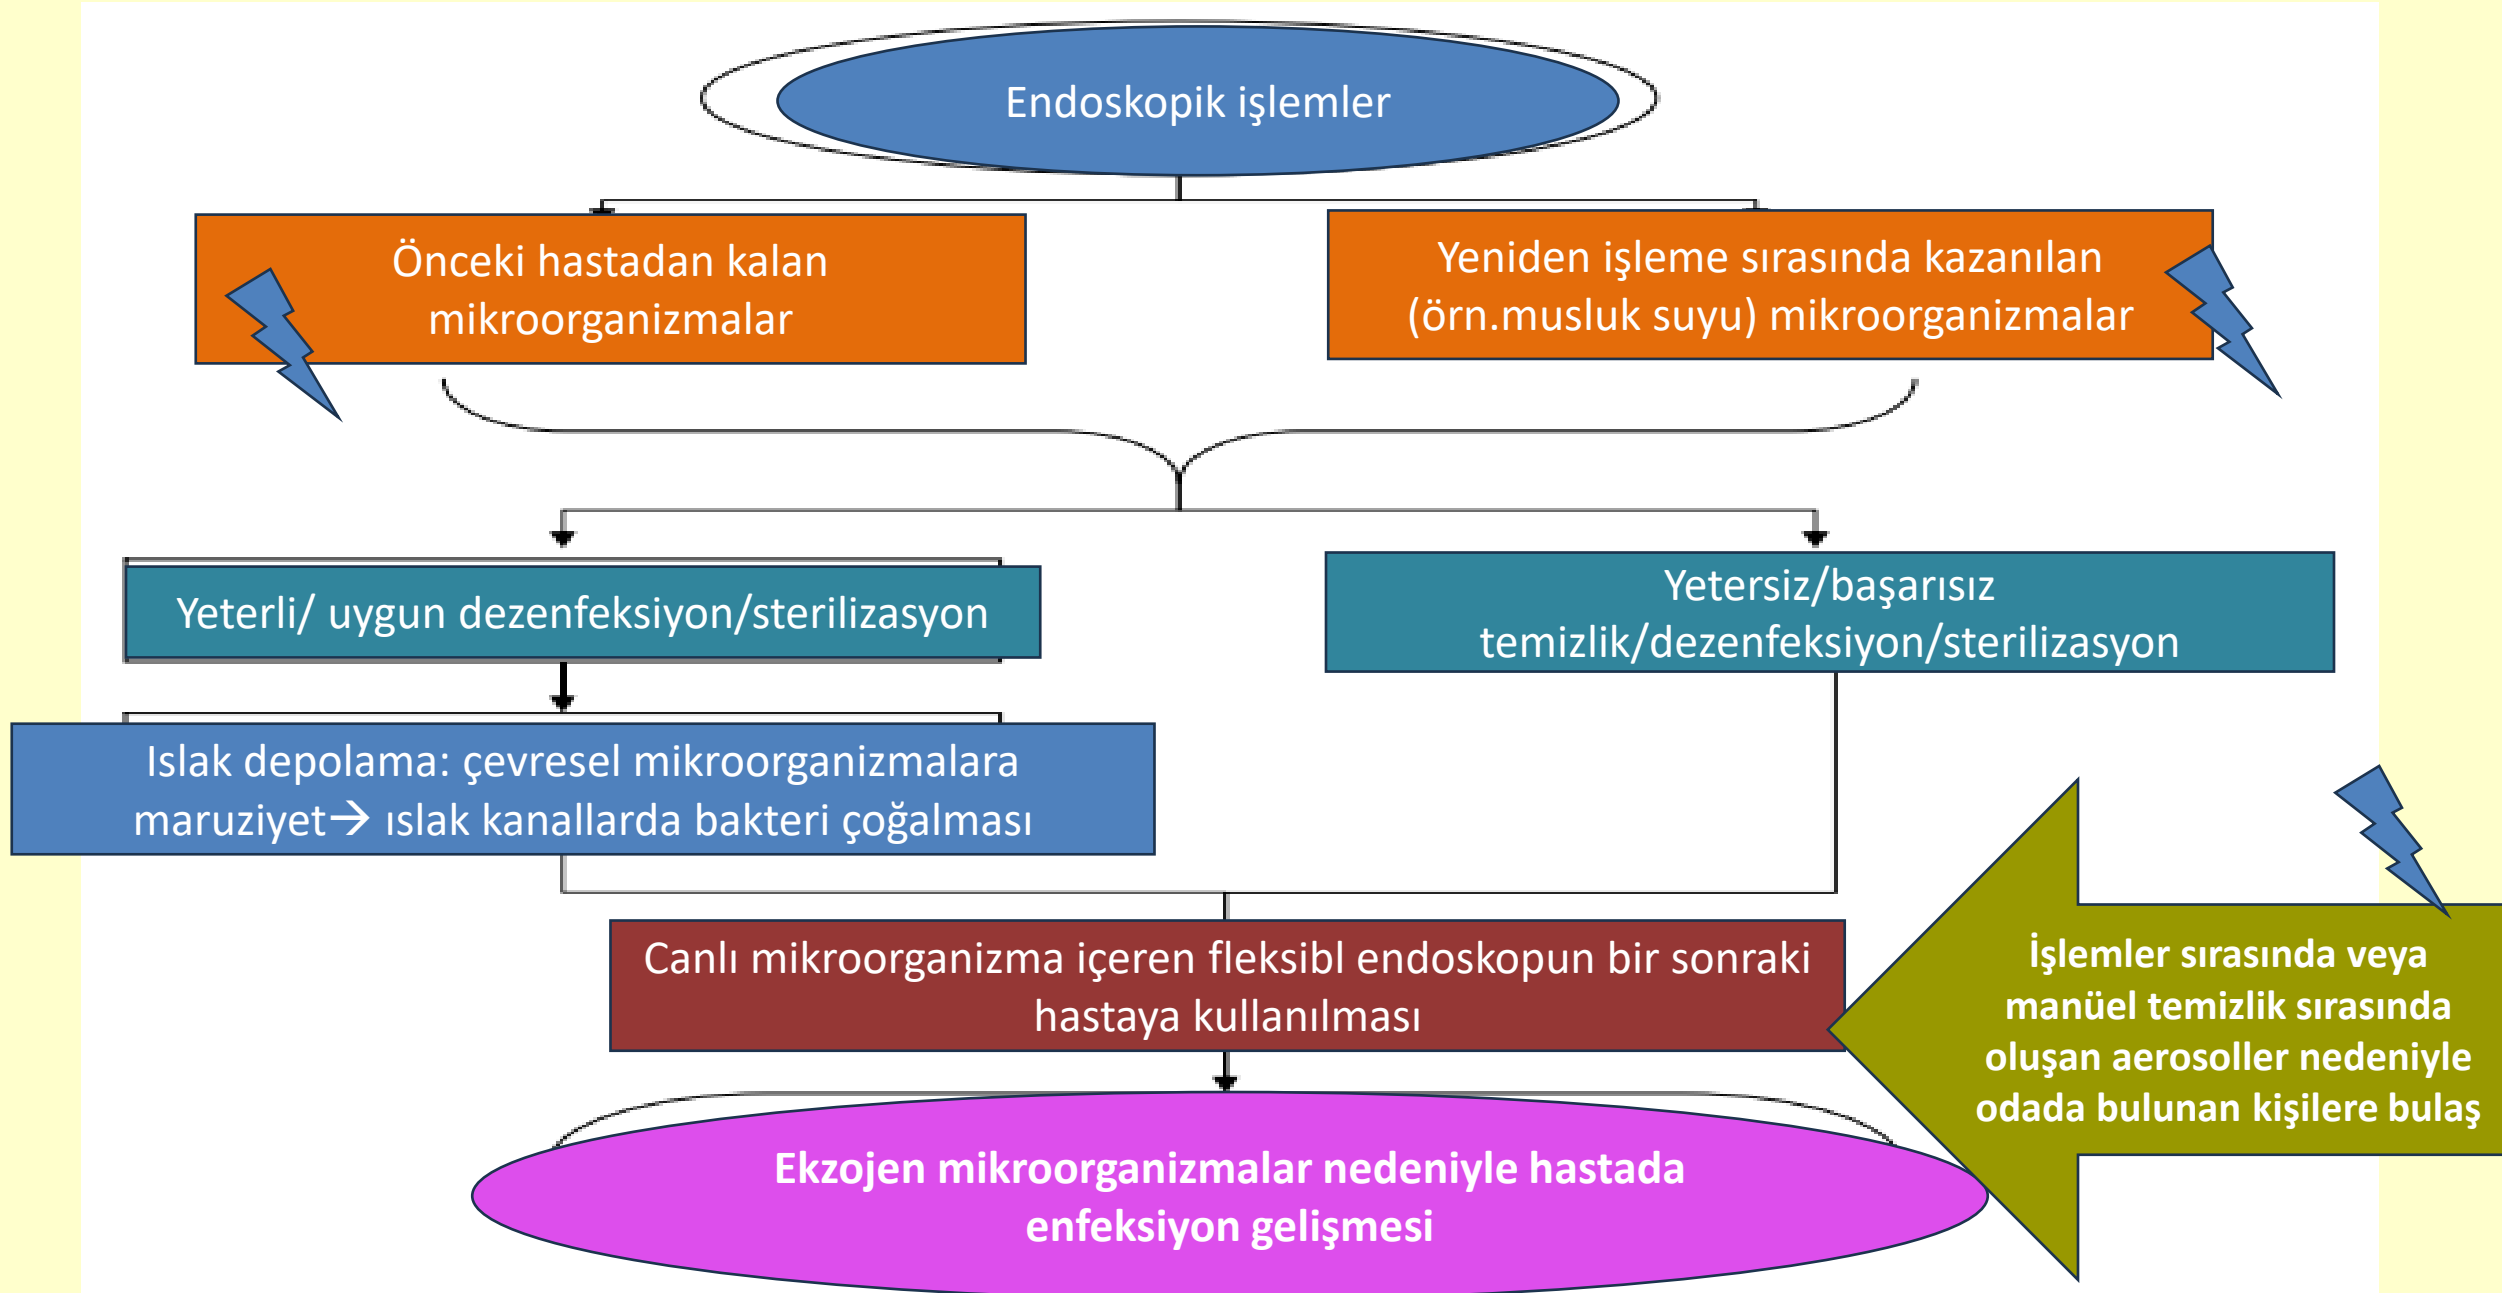 Endoskopik işlemler
Önceki hastadan kalan
mikroorganizmalar
Yeniden işleme sırasında kazanılan
(örn.musluk suyu) mikroorganizmalar
Yeterli/ uygun dezenfeksiyon/sterilizasyon
Yetersiz/başarısız
temizlik/dezenfeksiyon/sterilizasyon
Islak depolama: çevresel mikroorganizmalara
maruziyet→ ıslak kanallarda bakteri çoğalması
Canlı mikroorganizma içeren fleksibl endoskopun bir sonraki
hastaya kullanılması
İşlemler sırasında veya
manüel temizlik sırasında
oluşan aerosoller nedeniyle
odada bulunan kişilere bulaş
Ekzojen mikroorganizmalar nedeniyle hastada
enfeksiyon gelişmesi